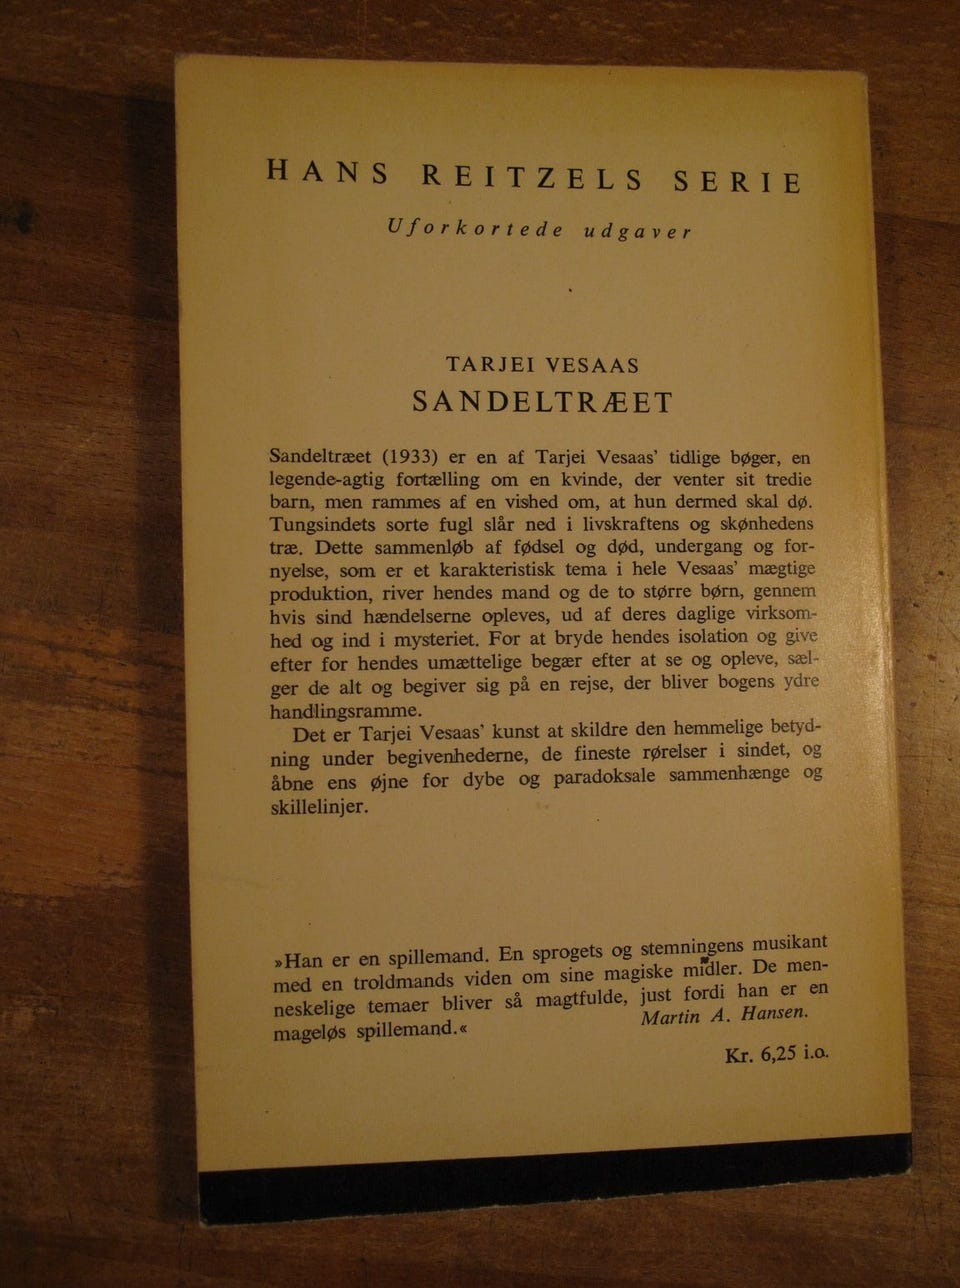 HANS REITZELS SERIE
Uforkortede udgaver
TARJEI VESAAS
SANDELTRÆET
Sandeltræet (1933) er en af Tarjei Vesaas' tidlige bøger, en
legende-agtig fortælling om en kvinde, der venter sit tredie
barn, men rammes af en vished om, at hun dermed skal dø.
Tungsindets sorte fugl slår ned i livskraftens og skønhedens
træ. Dette sammenløb af fødsel og død, undergang og for-
nyelse, som er et karakteristisk tema i hele Vesaas' mægtige
produktion, river hendes mand og de to større børn, gennem
hvis sind hændelserne opleves, ud af deres daglige virksom-
hed og ind i mysteriet. For at bryde hendes isolation og give
efter for hendes umættelige begær efter at se og opleve, sæl-
ger de alt og begiver sig på en rejse, der bliver bogens ydre
handlingsramme.
Det er Tarjei Vesaas' kunst at skildre den hemmelige betyd-
ning under begivenhederne, de fineste rørelser i sindet, og
åbne ens øjne for dybe og paradoksale sammenhænge og
skillelinjer.
»Han er en spillemand. En sprogets og stemningens musikant
med en troldmands viden om sine magiske midler. De men-
neskelige temaer bliver så magtfulde, just fordi han er en
mageløs spillemand.« Martin A. Hansen.
Kr. 6,25 i.o.